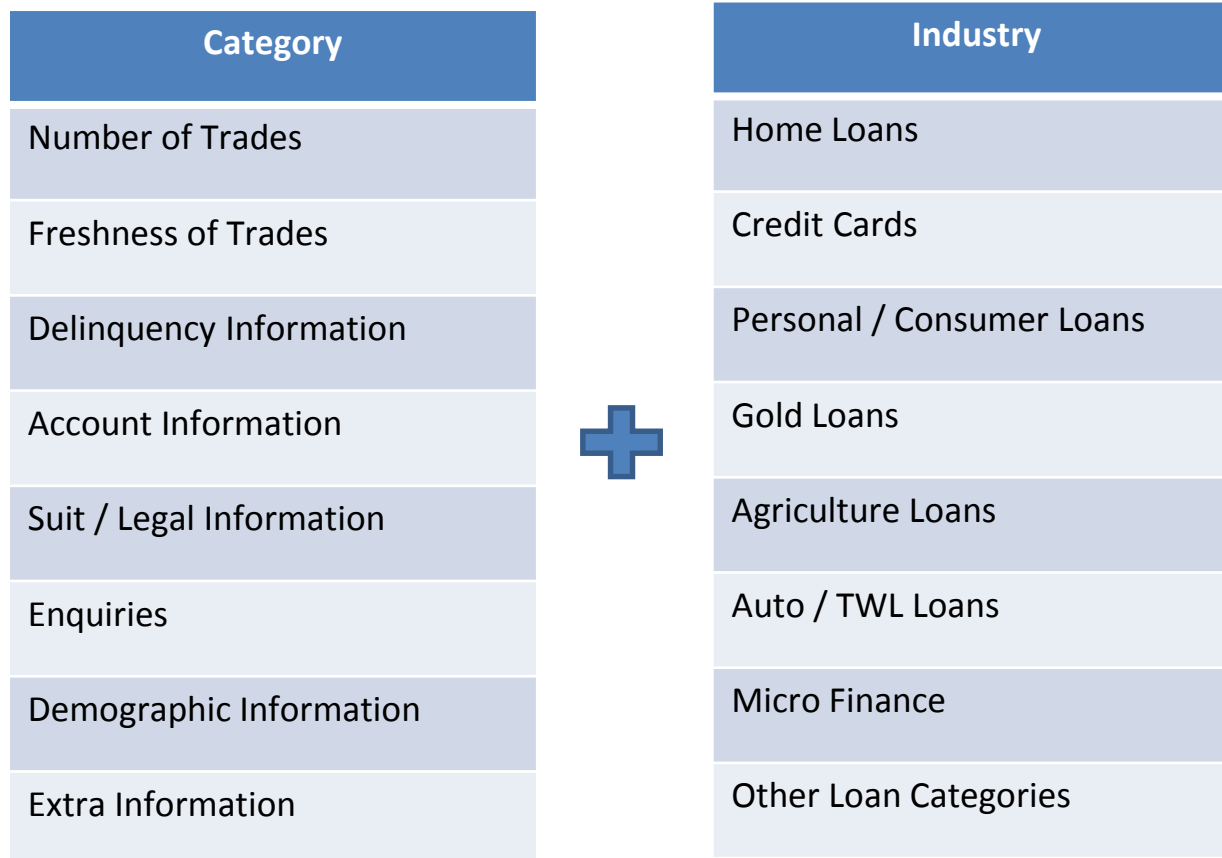 Category
Number of Trades
Freshness of Trades
Delinquency Information
Account Information
Suit / Legal Information
Enquiries
Demographic Information
Extra Information
Industry
Home Loans
Credit Cards
Personal / Consumer Loans
Gold Loans
Agriculture Loans
Auto / TWL Loans
Micro Finance
Other Loan Categories